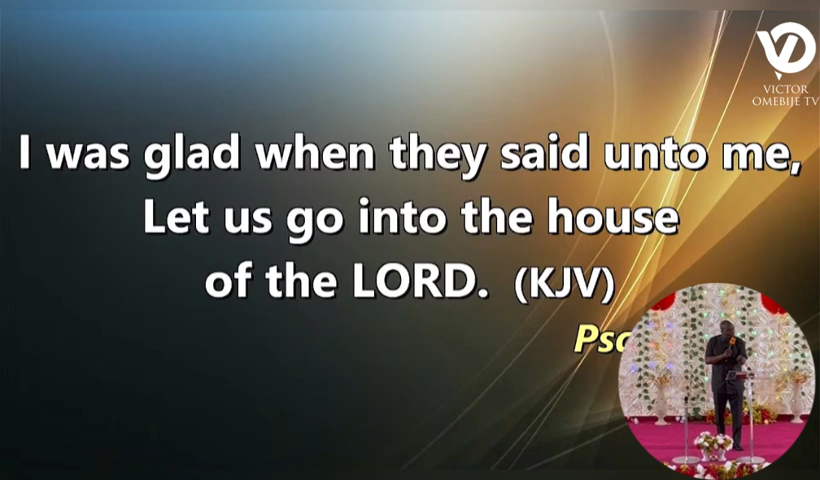 VICTOR
OMEBIJE TV
I was glad when they said unto me,
Let us go into the house
of the LORD. (KJV)